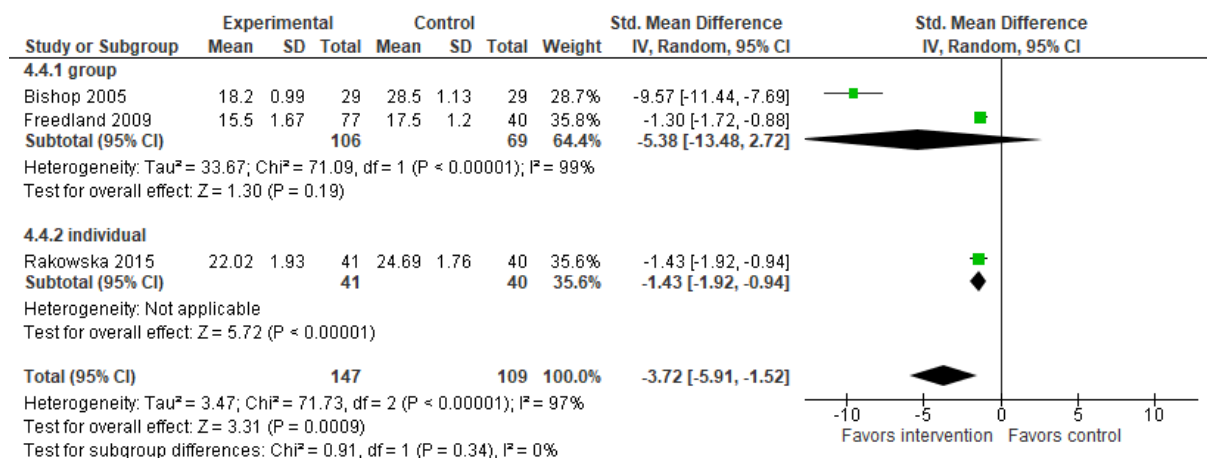 Experimental Control Std. Mean Difference Std. Mean Difference
Study or Subgroup Mean SD Total Mean SD Total Weight IV, Random, 95% CI IV, Random, 95% CI
4.4.1 group
Bishop 2005 18.2 0.99 29 28.5 1.13 29 28.7% -9.57 [-11.44, -7.69]
Freedland 2009 15.5 1.67 77 17.5 1.2 40 35.8% -1.30 [-1.72, -0.88]
Subtotal (95% CI) 106 69 64.4% -5.38 [-13.48, 2.72]
Heterogeneity: Tau² = 33.67; Chi² = 71.09, df = 1 (P < 0.00001); I² = 99%
Test for overall effect: Z = 1.30 (P = 0.19)
4.4.2 individual
Rakowska 2015 22.02 1.93 41 24.69 1.76 40 35.6% -1.43 [-1.92, -0.94]
Subtotal (95% CI) 41 40 35.6% -1.43 [-1.92, -0.94]
Heterogeneity: Not applicable
Test for overall effect: Z = 5.72 (P < 0.00001)
Total (95% CI) 147 109 100.0% -3.72 [-5.91, -1.52]
Heterogeneity: Tau² = 3.47; Chi² = 71.73, df = 2 (P < 0.00001); I² = 97%
Test for overall effect: Z = 3.31 (P = 0.0009)
Test for subgroup differences: Chi² = 0.91, df = 1 (P = 0.34), I² = 0%
-10 -5 0 5 10
Favors intervention Favors control